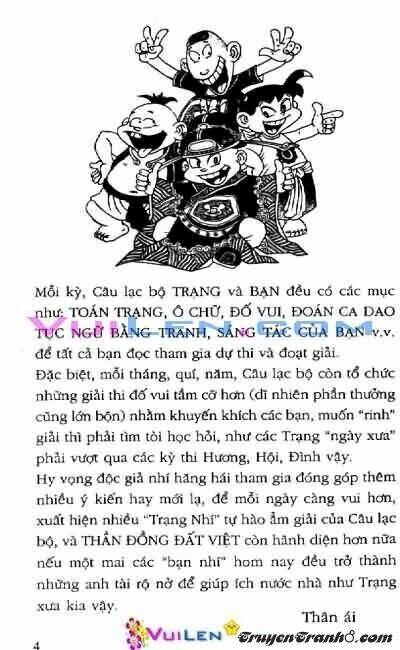 Mỗi kỳ, Câu lạc bộ TRẠNG và BẠN đều có các mục
như: TOÁN TRẠNG, Ô CHỮ, ĐỐ VUI, ĐOÁN CA DAO
TỤC NGỮ BẰNG TRANH, SÁNG TÁC CỦA BẠN v.v.
để tất cả bạn đọc tham gia dự thi và đoạt giải.
Đặc biệt, mỗi tháng, quí, năm, Câu lạc bộ còn tổ chức
những giải thi đố vui tầm cỡ hơn (dĩ nhiên phần thưởng
cũng lớn bộn) nhằm khuyến khích các bạn, muốn "rinh"
giải thì phải tìm tòi học hỏi, như các Trạng "ngày xưa"
phải vượt qua các kỳ thi Hương, Hội, Đình vậy.
Hy vọng độc giả nhí hăng hái tham gia đóng góp thêm
nhiều ý kiến hay mới lạ, để mỗi ngày càng vui hơn,
xuất hiện nhiều "Trạng Nhí" tự hào ẳm giải của Câu lạc
bộ, và THẦN ĐỒNG ĐẤT VIỆT còn hãnh diện hơn nữa
nếu một mai các "bạn nhí" hom nay đều trở thành
những anh tài rộ nở để giúp ích nước nhà như Trạng
xưa kia vậy.
Thân ái
4
VUILEN
TruyenTranh8.com
VUILEN.COM